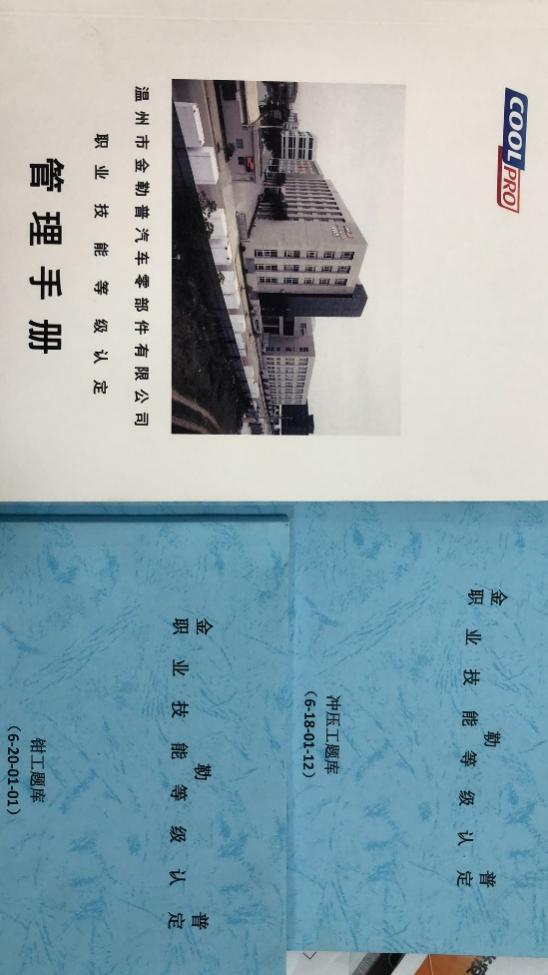 COOLPRO
温州市金勒普汽车零部件有限公司
职业技能等级认定
管理手册
金勒普
职业技能等级认定
冲压工题库
(6-18-01-12)
金勒普
职业技能等级认定
钳工题库
(6-20-01-01)